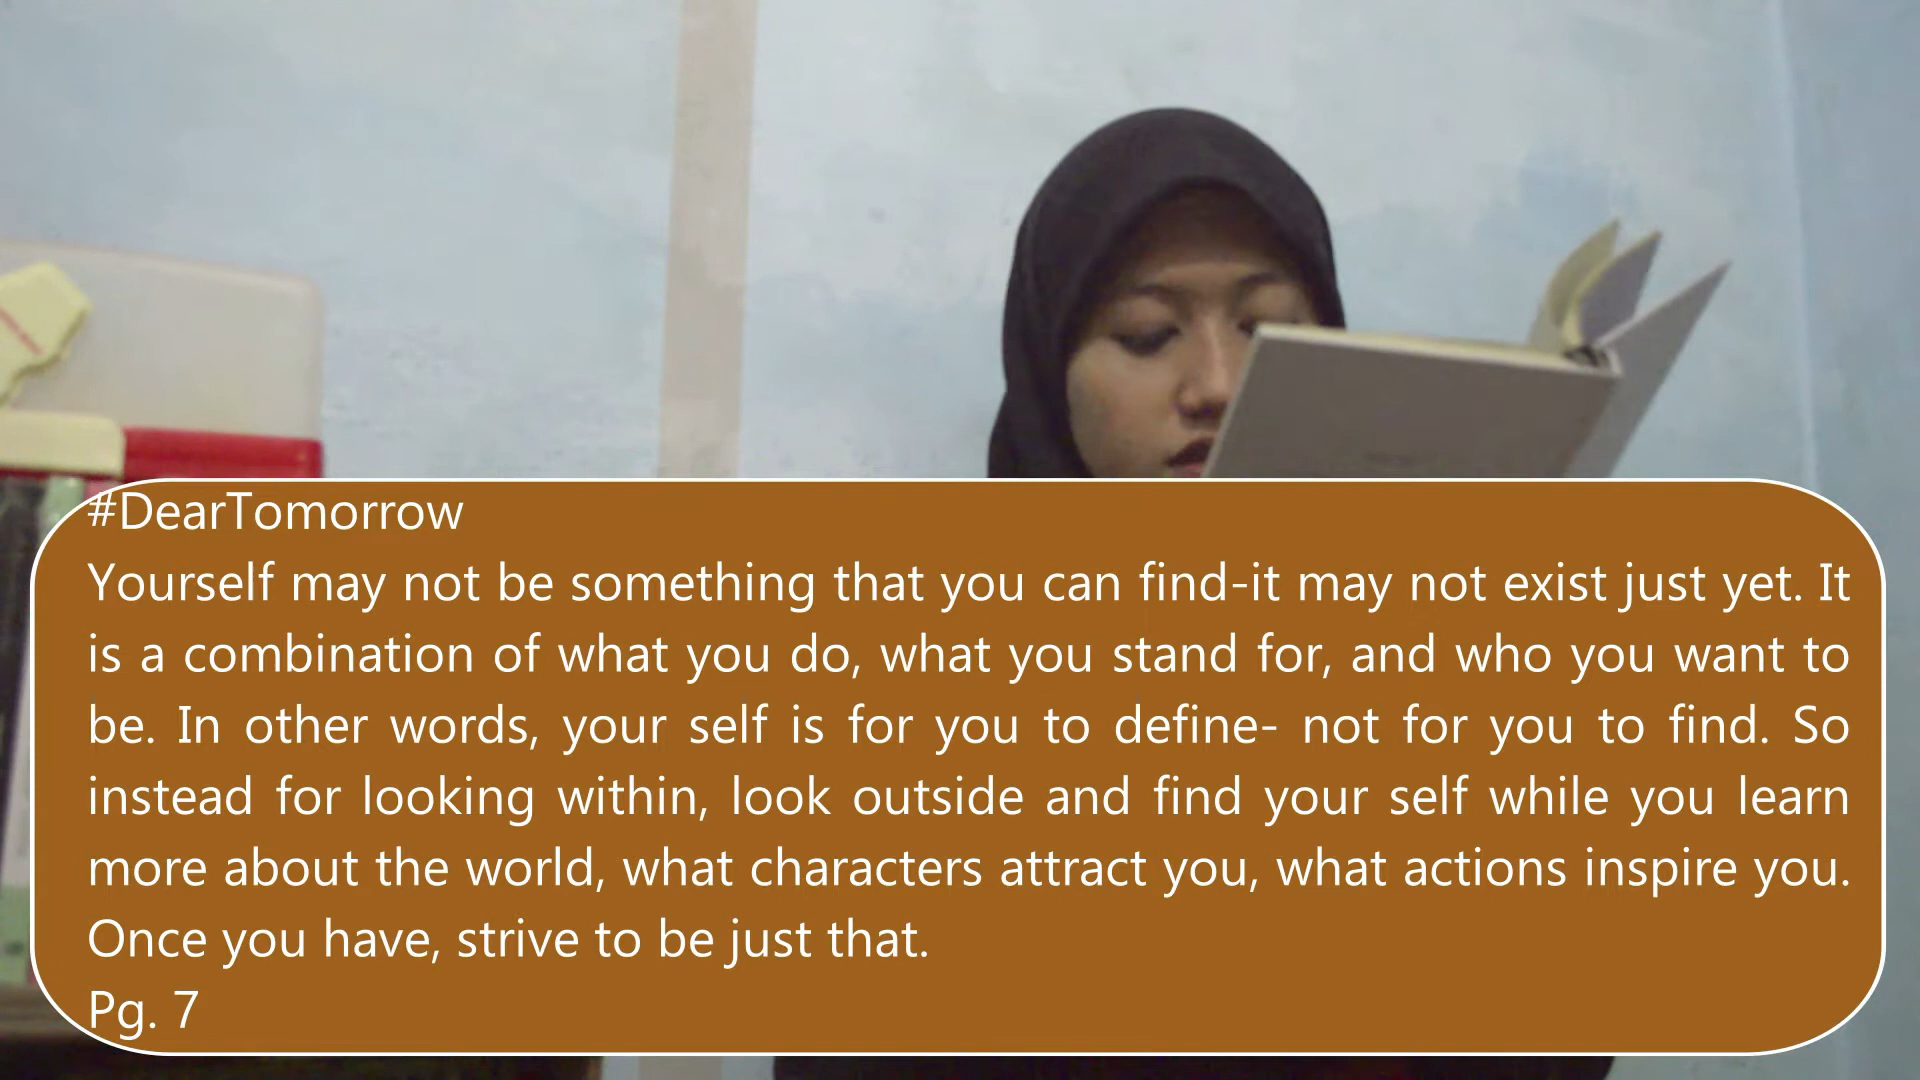 #DearTomorrow
Yourself may not be something that you can find-it may not exist just yet. It
is a combination of what you do, what you stand for, and who you want to
be. In other words, your self is for you to define- not for you to find. So
instead for looking within, look outside and find your self while you learn
more about the world, what characters attract you, what actions inspire you.
Once you have, strive to be just that.
Pg. 7